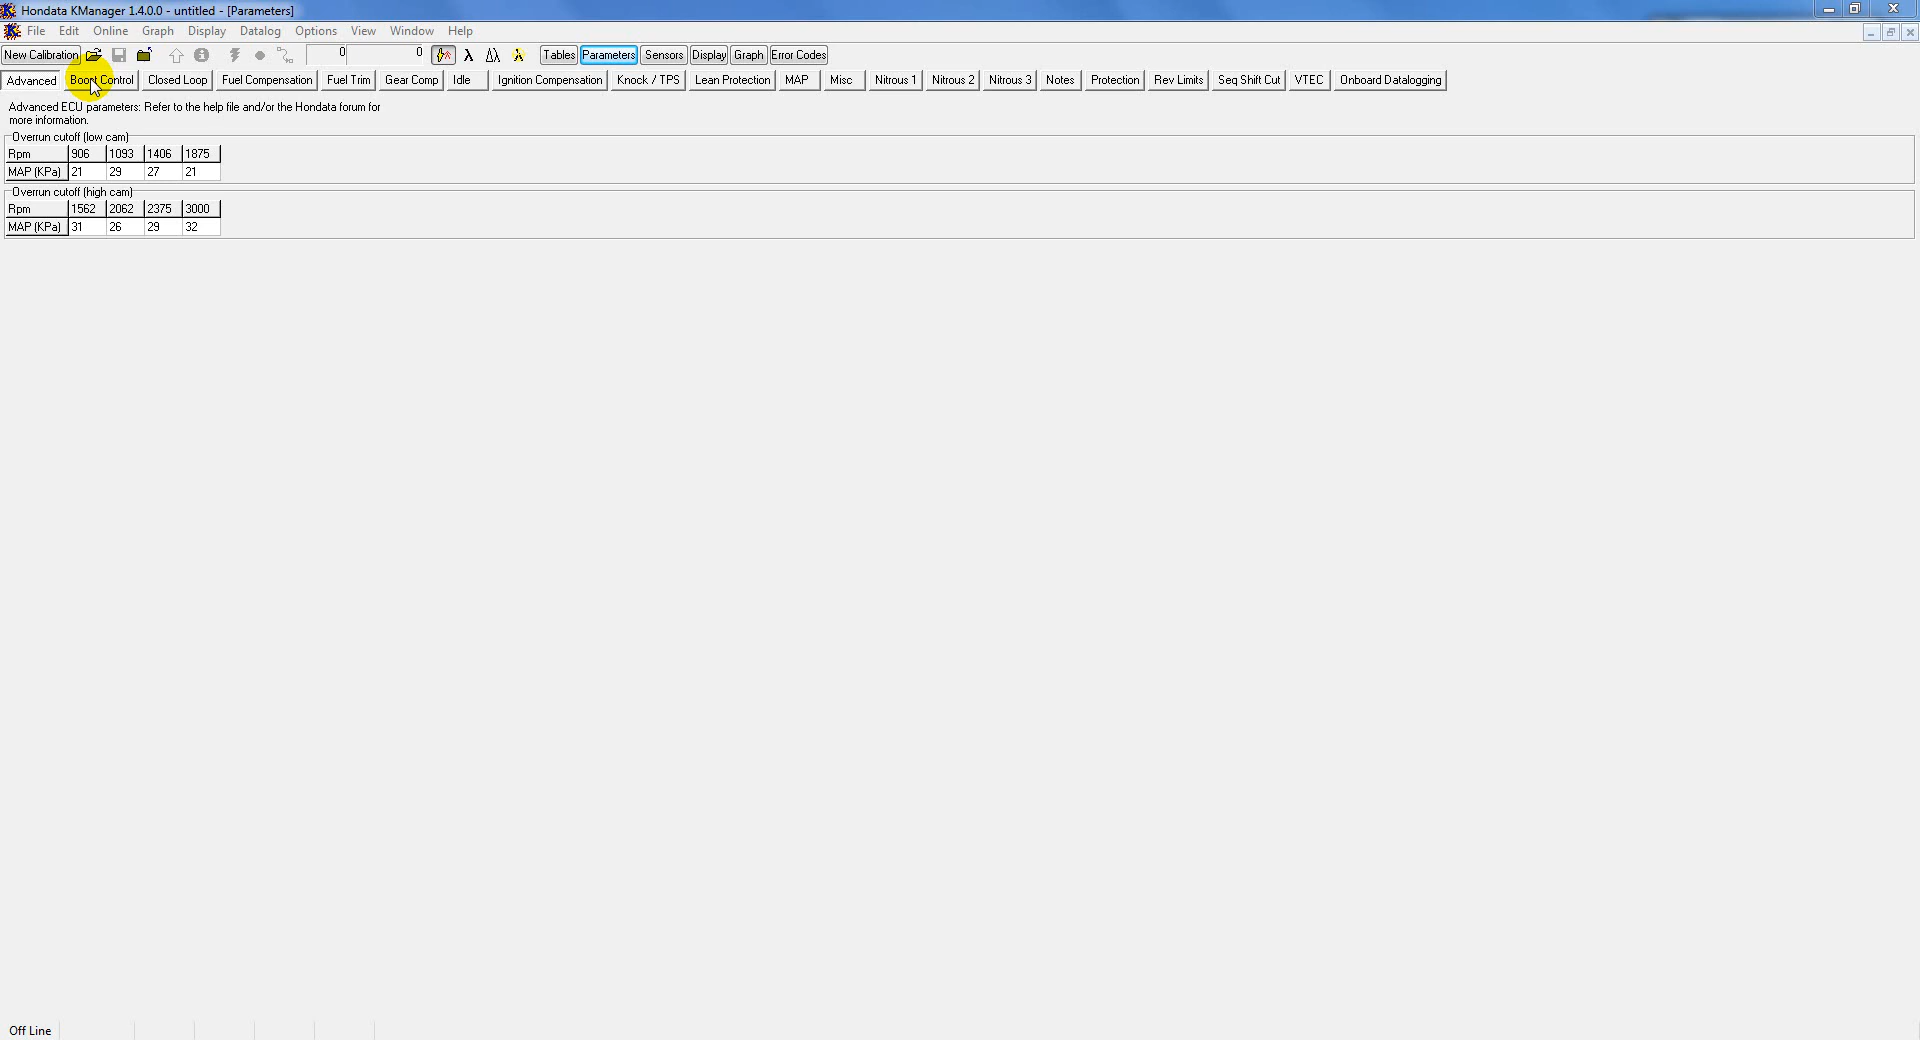 Hondata KManager 1.4.0.0 - untitled - [Parameters]
File Edit Online Graph Display Datalog Options View Window Help
New Calibration 0 0 Tables Parameters Sensors Display Graph Error Codes
Advanced Boost Control Closed Loop Fuel Compensation Fuel Trim Gear Comp Idle Ignition Compensation Knock / TPS Lean Protection MAP Misc Nitrous 1 Nitrous 2 Nitrous 3 Notes Protection Rev Limits Seq Shift Cut VTEC Onboard Datalogging
Advanced ECU parameters: Refer to the help file and/or the Hondata forum for
more information.
Overrun cutoff (low cam)
Rpm 906 1093 1406 1875
MAP (KPa) 21 29 27 21
Overrun cutoff (high cam)
Rpm 1562 2062 2375 3000
MAP (KPa) 31 26 29 32
Off Line